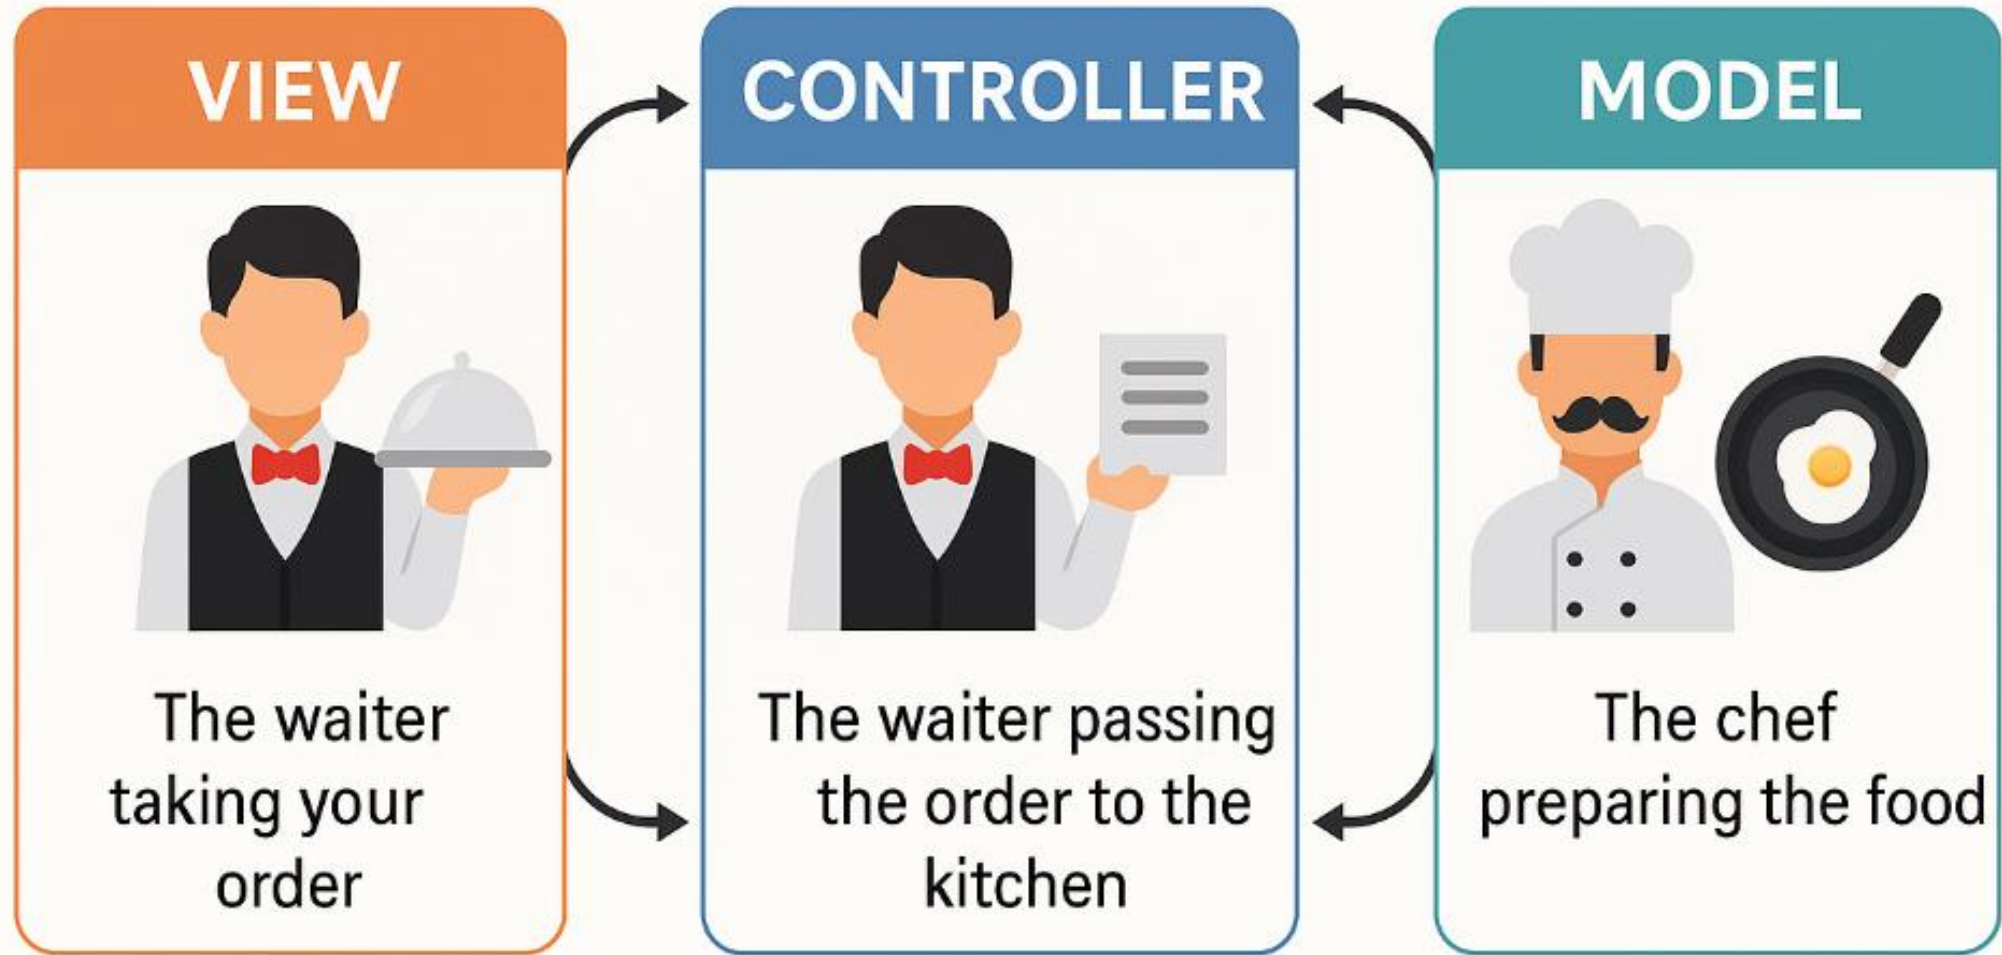 VIEW
The waiter
taking your
order
CONTROLLER
The waiter passing
the order to the
kitchen
MODEL
The chef
preparing the food